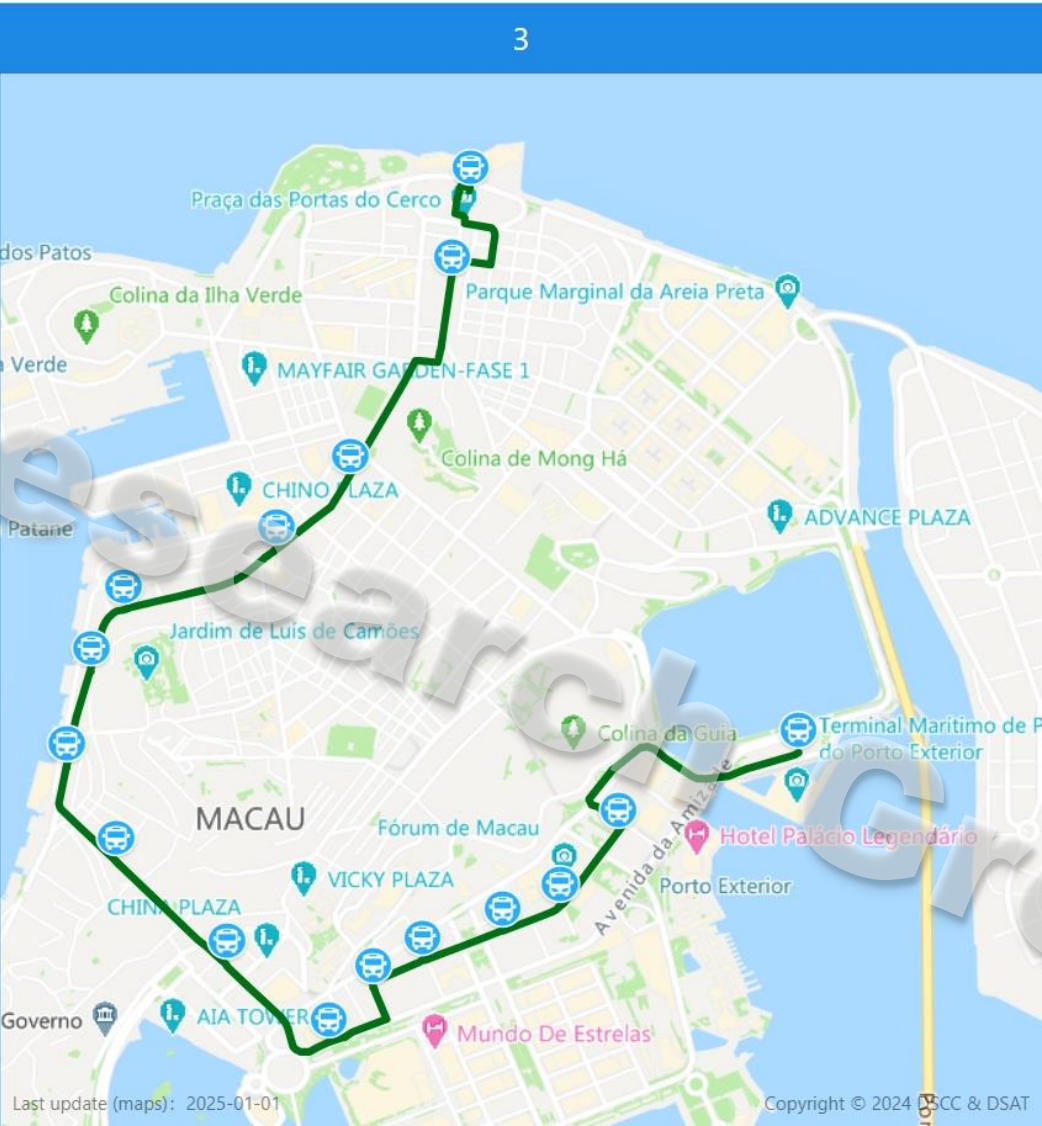 3
Praça das Portas do Cerco
dos Patos
Parque Marginal da Areia Preta
Colina da Ilha Verde
Verde
MAYFAIR GARDEN-FASE 1
Colina de Mong Há
CHINO PLAZA
ADVANCE PLAZA
Patane
Jardim de Luís de Camões
Terminal Marítimo de P
do Porto Exterior
Colina da Guia
MACAU
Fórum de Macau
Hotel Palácio Legendário
Avenida da Amizade
VICKY PLAZA
Porto Exterior
CHINA PLAZA
Governo
AIA TOWER
Mundo De Estrelas
Last update (maps): 2025-01-01
Copyright © 2024 DSCC & DSAT
esearch Gro